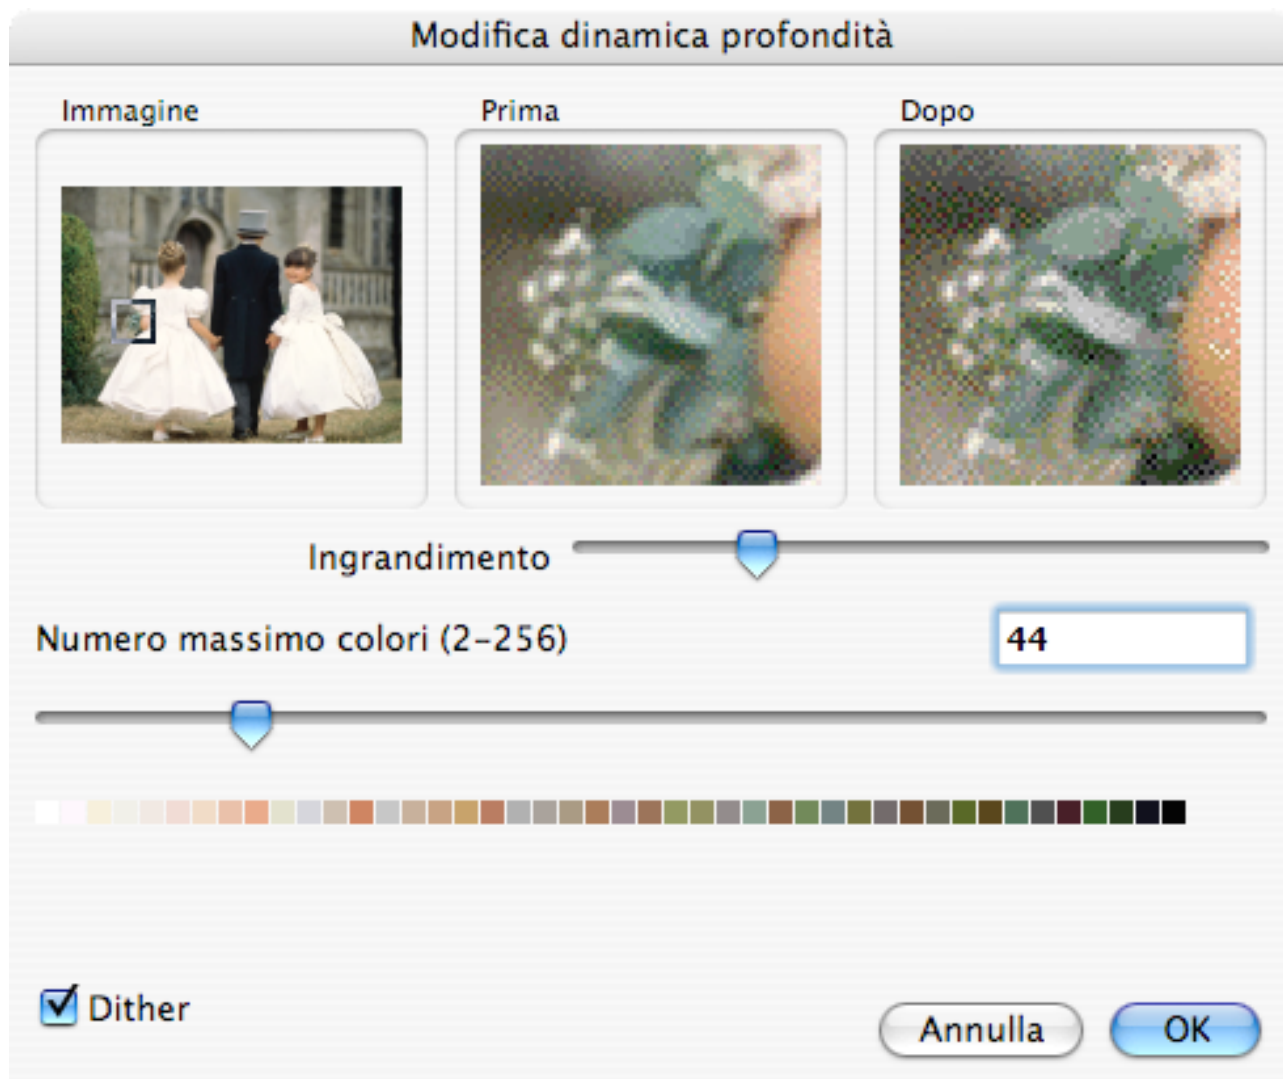 Modifica dinamica profondità
Immagine
Prima
Dopo
Ingrandimento
Numero massimo colori (2-256)
44
Dither
Annulla
OK